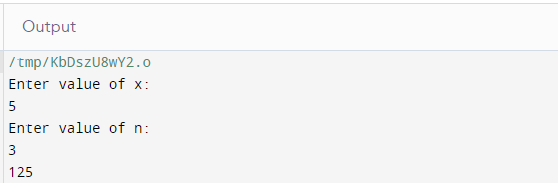 Output
/tmp/KbDszU8wY2.o
Enter value of x:
5
Enter value of n:
3
125